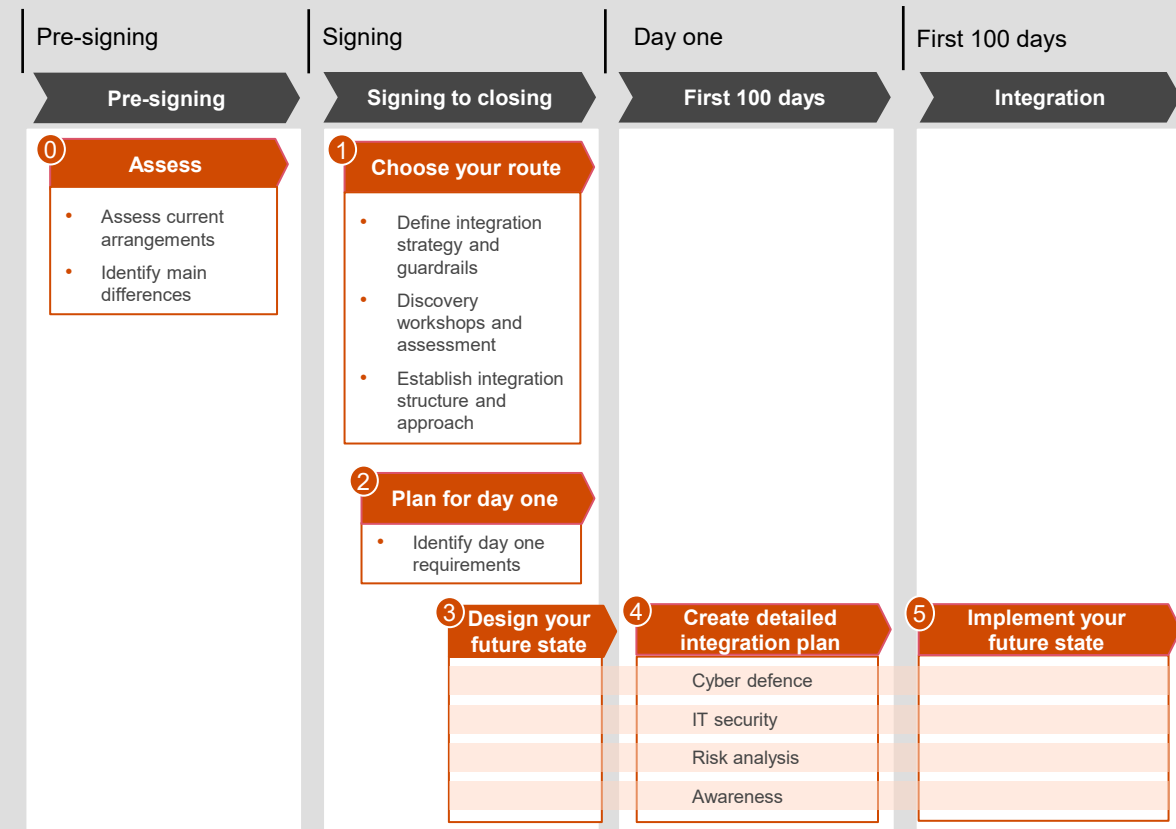 Pre-signing
Signing
Day one
First 100 days
Pre-signing
Signing to closing
First 100 days
Integration
0
Assess
• Assess current
arrangements
• Identify main
differences
1
Choose your route
• Define integration
strategy and
guardrails
• Discovery
workshops and
assessment
• Establish integration
structure and
approach
2
Plan for day one
• Identify day one
requirements
3
Design your
future state
4
Create detailed
integration plan
Cyber defence
IT security
Risk analysis
Awareness
5
Implement your
future state